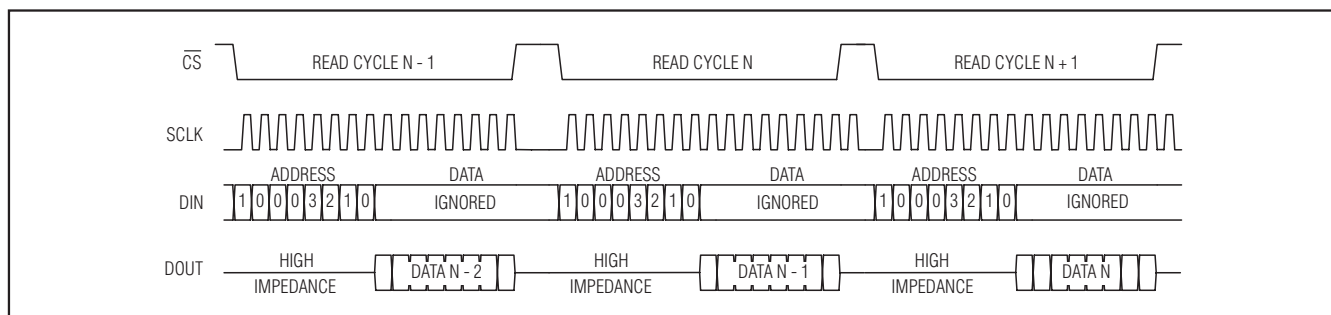 CS READ CYCLE N - 1 READ CYCLE N READ CYCLE N + 1
SCLK
ADDRESS DATA ADDRESS DATA ADDRESS DATA
DIN 1 0 0 0 3 2 1 0 IGNORED 1 0 0 0 3 2 1 0 IGNORED 1 0 0 0 3 2 1 0 IGNORED
DOUT HIGH IMPEDANCE DATA N - 2 HIGH IMPEDANCE DATA N - 1 HIGH IMPEDANCE DATA N